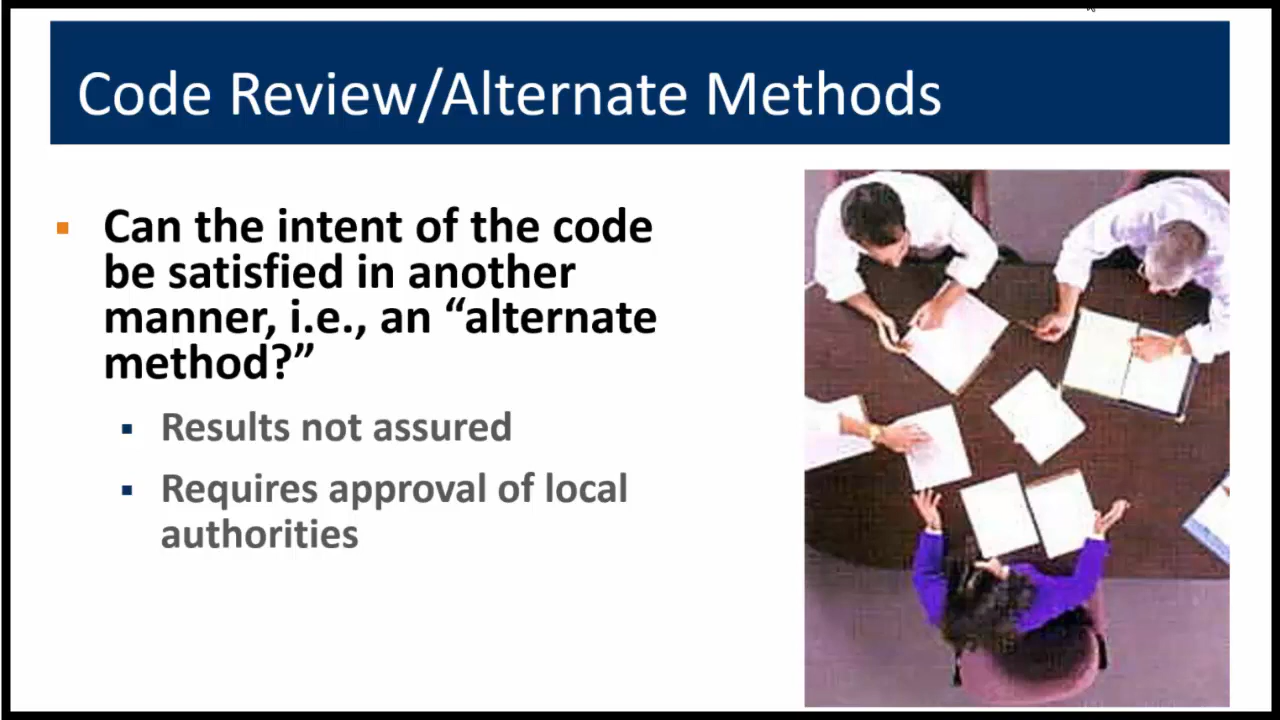 Code Review/Alternate Methods
Can the intent of the code
be satisfied in another
manner, i.e., an “alternate
method?”
Results not assured
Requires approval of local
authorities